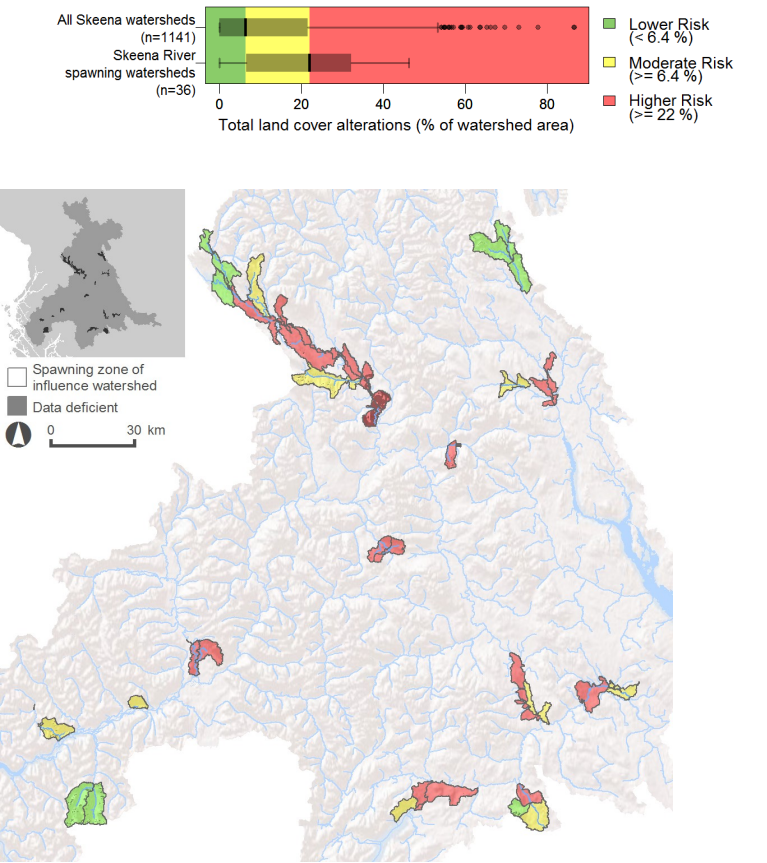 All Skeena watersheds
(n=1141)
Skeena River
spawning watersheds
(n=36)
0 20 40 60 80
Total land cover alterations (% of watershed area)
Lower Risk
(< 6.4 %)
Moderate Risk
(>= 6.4 %)
Higher Risk
(>= 22 %)
Spawning zone of
influence watershed
Data deficient
0 30 km